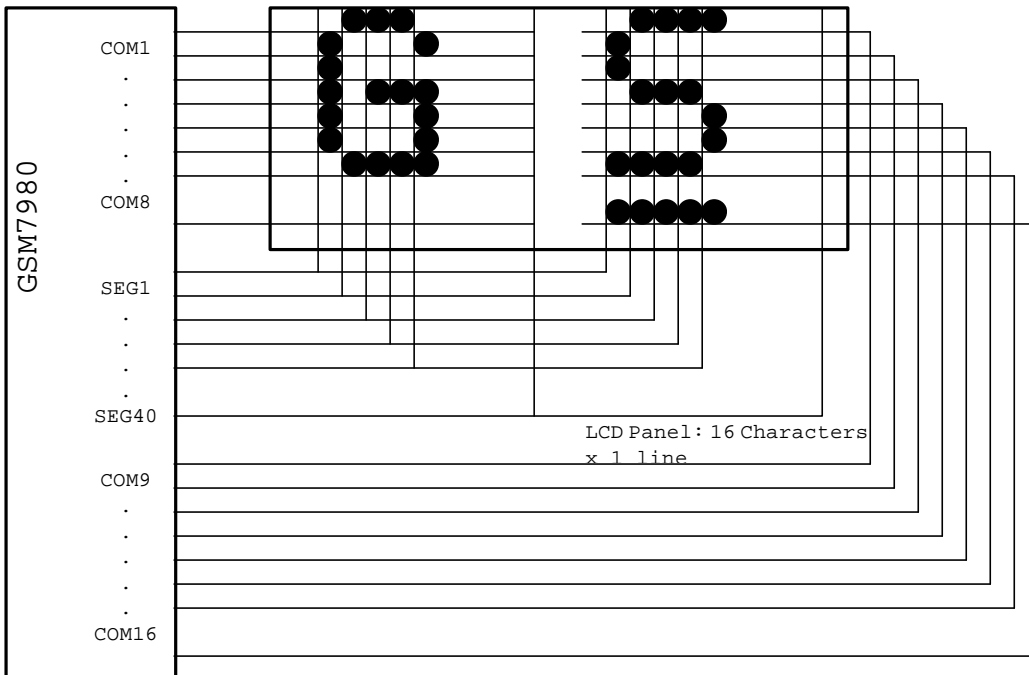 GSM7980
COM1
.
.
.
.
.
COM8
SEG1
.
.
.
.
SEG40
COM9
.
.
.
.
.
COM16
G S
LCD Panel: 16 Characters
x 1 line